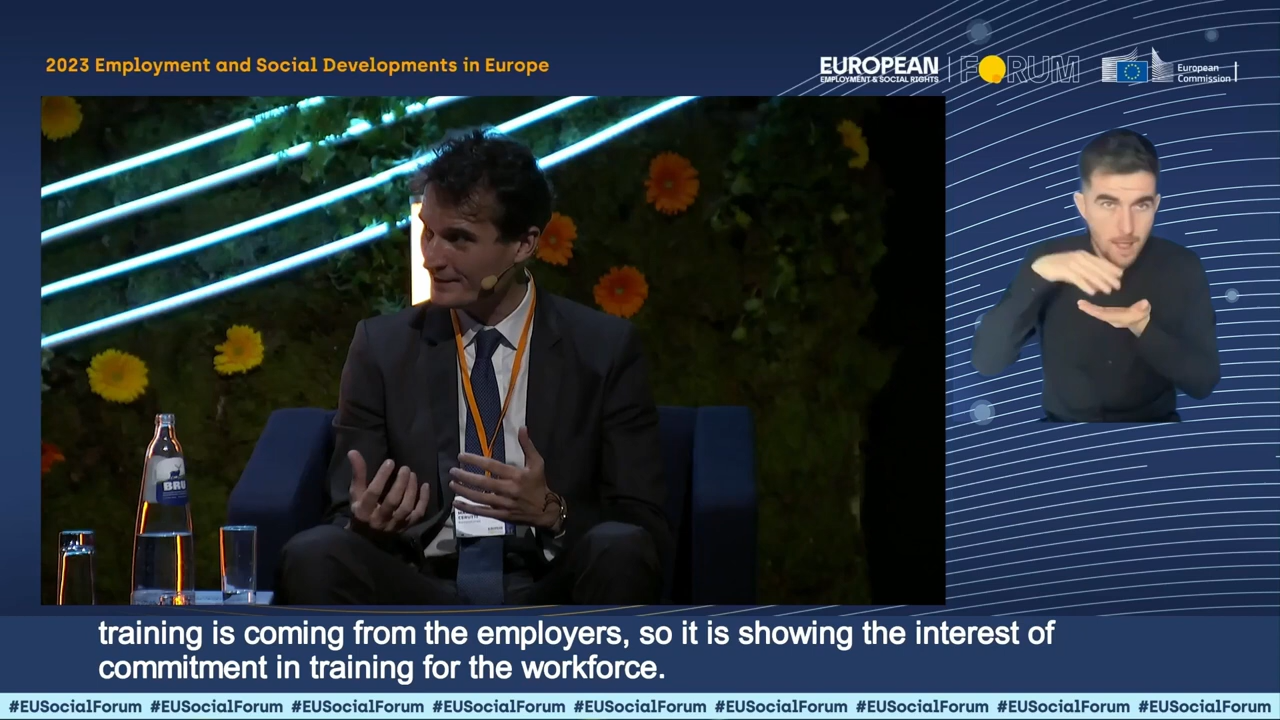 2023 Employment and Social Developments in Europe
EUROPEAN
EMPLOYMENT & SOCIAL RIGHTS
FORUM
European
Commission
BRU
training is coming from the employers, so it is showing the interest of
commitment in training for the workforce.
#EUSocialForum #EUSocialForum #EUSocialForum #EUSocialForum #EUSocialForum #EUSocialForum #EUSocialForum #EUSocialForum #EUSocialForum